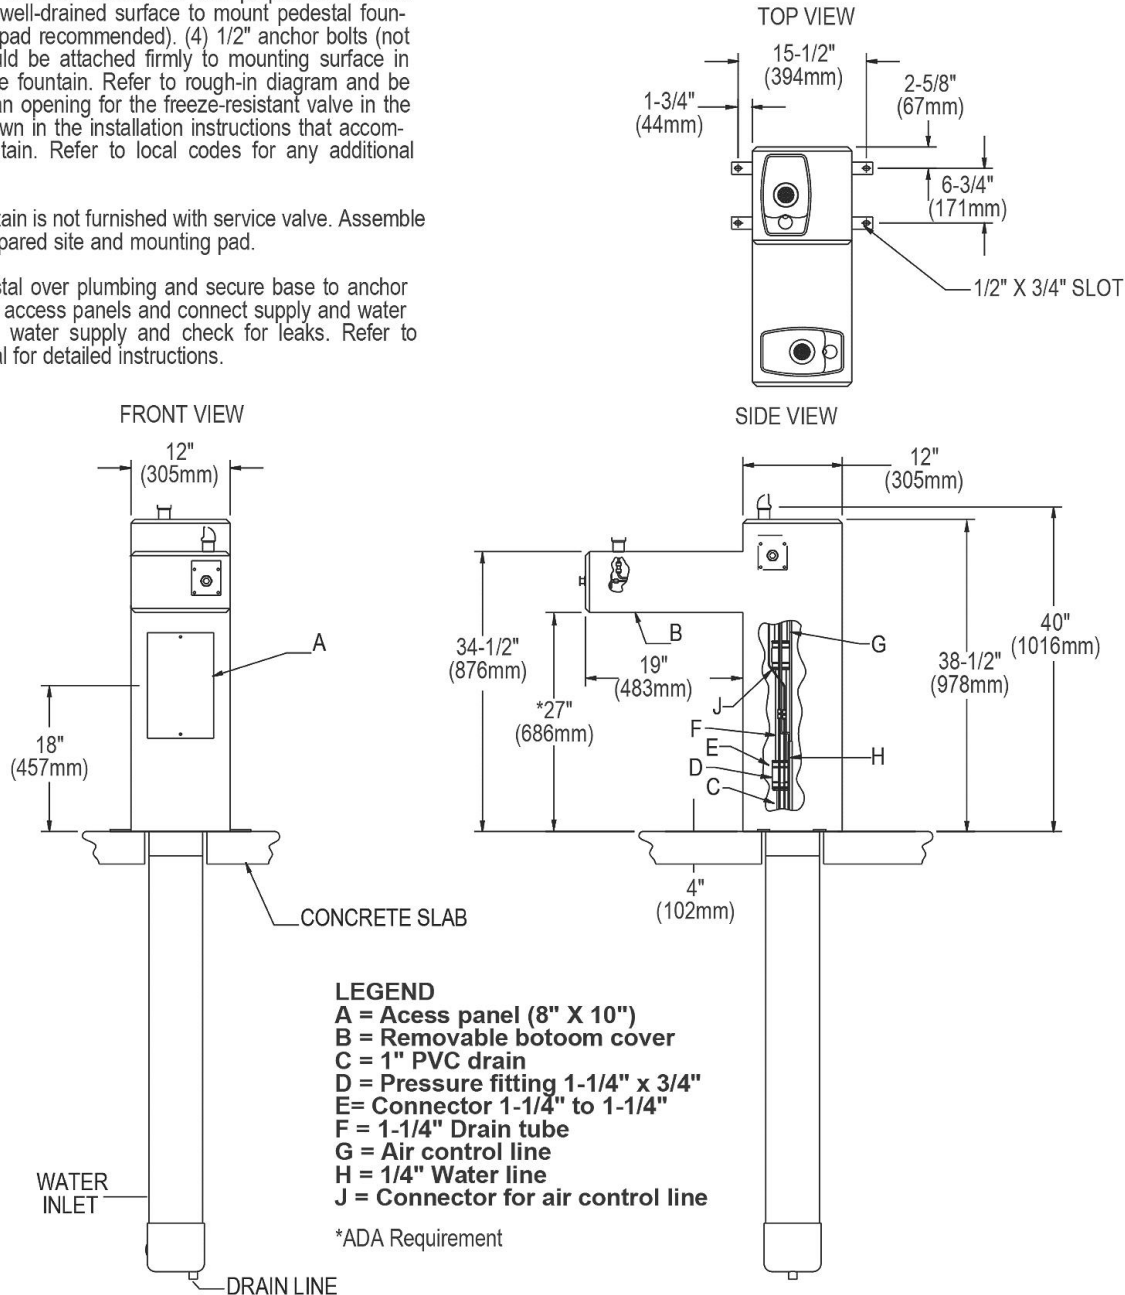 well-drained surface to mount pedestal foun-
pad recommended). (4) 1/2" anchor bolts (not
uld be attached firmly to mounting surface in
e fountain. Refer to rough-in diagram and be
an opening for the freeze-resistant valve in the
wn in the installation instructions that accom-
tain. Refer to local codes for any additional
tain is not furnished with service valve. Assemble
pared site and mounting pad.
stal over plumbing and secure base to anchor
access panels and connect supply and water
water supply and check for leaks. Refer to
al for detailed instructions.
TOP VIEW
15-1/2"
(394mm)
2-5/8"
(67mm)
1-3/4"
(44mm)
6-3/4"
(171mm)
1/2" X 3/4" SLOT
FRONT VIEW
12"
(305mm)
A
18"
(457mm)
CONCRETE SLAB
WATER
INLET
DRAIN LINE
SIDE VIEW
12"
(305mm)
34-1/2"
(876mm)
B
19"
(483mm)
*27"
(686mm)
G
J
F
E
D
C
H
38-1/2"
(978mm)
40"
(1016mm)
4"
(102mm)
LEGEND
A = Acess panel (8" X 10")
B = Removable botoom cover
C = 1" PVC drain
D = Pressure fitting 1-1/4" x 3/4"
E= Connector 1-1/4" to 1-1/4"
F = 1-1/4" Drain tube
G = Air control line
H = 1/4" Water line
J = Connector for air control line
*ADA Requirement